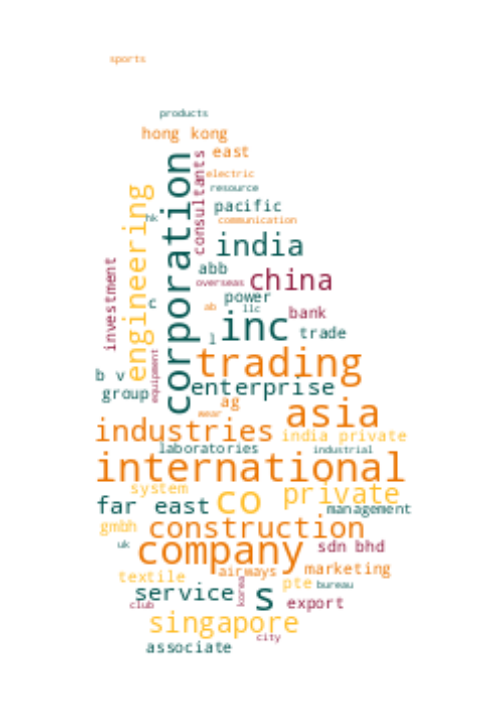 sports
products
hong kong
east
corporation
consultants
electric
resource
engineering
hk
pacific
communication
india
investment
abb
overseas
china
c
power
ab
llc
bank
l
inc
trade
trading
equipment
b v
enterprise
group
ag
wear
asia
industries
india private
laboratories
industrial
international
system
private
far east
co
management
gmbh
construction
uk
company
sdn bhd
airways
marketing
textile
pte
bureau
service
korea
s
club
export
singapore
city
associate